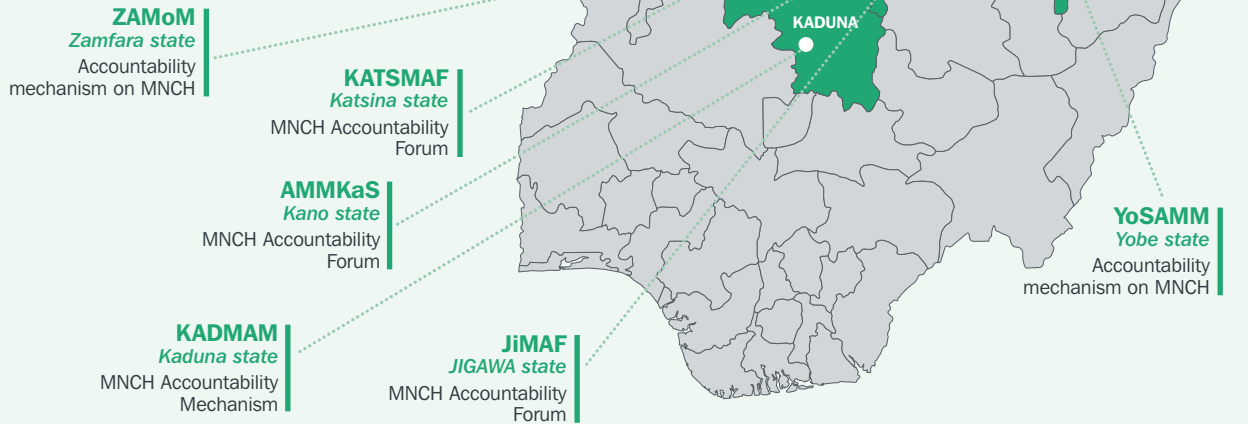 ZAMoM
Zamfara state
Accountability
mechanism on MNCH
KADUNA
KATSMAF
Katsina state
MNCH Accountability
Forum
AMMKaS
Kano state
MNCH Accountability
Forum
YoSAMM
Yobe state
Accountability
mechanism on MNCH
KADMAM
Kaduna state
MNCH Accountability
Mechanism
JiMAF
JIGAWA state
MNCH Accountability
Forum